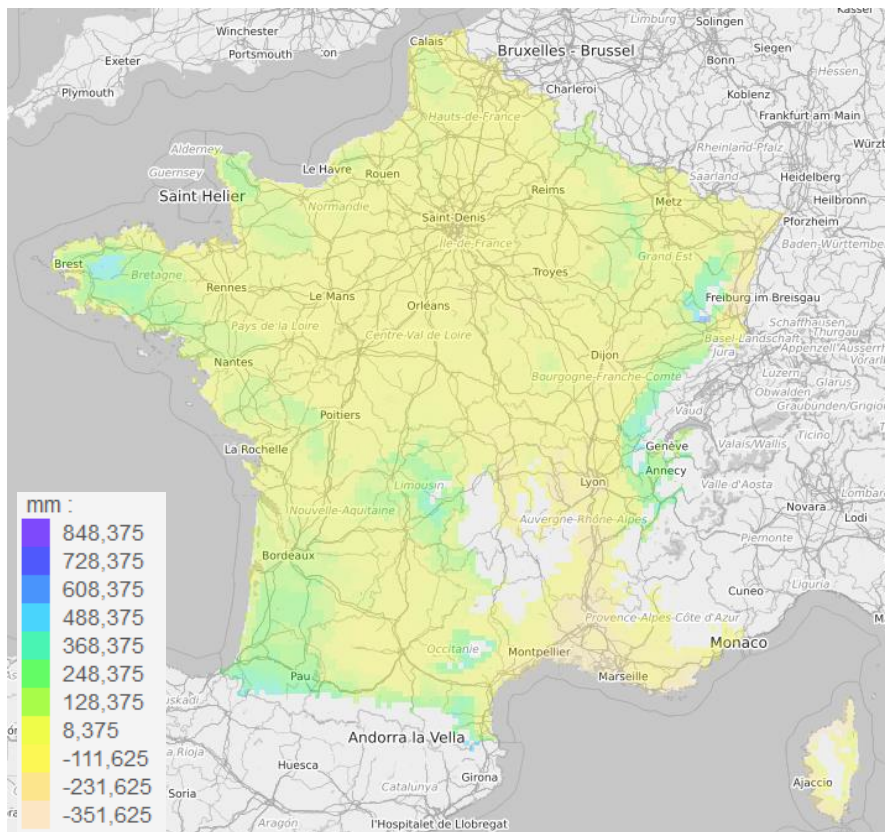 Kassel
Limburg
Solingen
Winchester
Calais
Bruxelles - Brussel
Siegen
Exeter
Portsmouth
Bonn
Hessen
Plymouth
Charleroi
Koblenz
Hauts-de-France
Frankfurt am Main
Alderney
Rheinland-Pfalz
Guernsey
Le Havre
Rouen
Reims
Saarland
Heidelberg
Saint Helier
Metz
Heilbronn
Normandie
Saint-Denis
Pforzheim
Île-de-France
Baden-Württem
Brest
Grand Est
Bretagne
Troyes
Rennes
Le Mans
Freiburg im Breisgau
Orléans
Schaffhausen
Pays de la Loire
Thurgau
Centre-Val de Loire
Basel-Landschaft
Appenzell Ausserr
Dijon
Jura
Nantes
Luzern
Bourgogne-Franche-Comté
Glarus
Obwalden
Poitiers
Vaud
Graubünden/Grigio
Genève
Valais/Wallis
Ticino
La Rochelle
Annecy
Limousin
Lyon
Valle-d'Aosta
mm :
Novara
Nouvelle-Aquitaine
Auvergne-Rhône-Alpes
Lodi
848,375
Piemonte
728,375
Bordeaux
608,375
Liguria
Cuneo
488,375
Provence-Alpes-Côte d'Azur
368,375
Monaco
Occitanie
Montpellier
248,375
Pau
Marseille
128,375
8,375
Andorra la Vella
-111,625
Huesca
Girona
Ajaccio
-231,625
Soria
Catalunya
-351,625
Aragón
l'Hospitalet de Llobregat